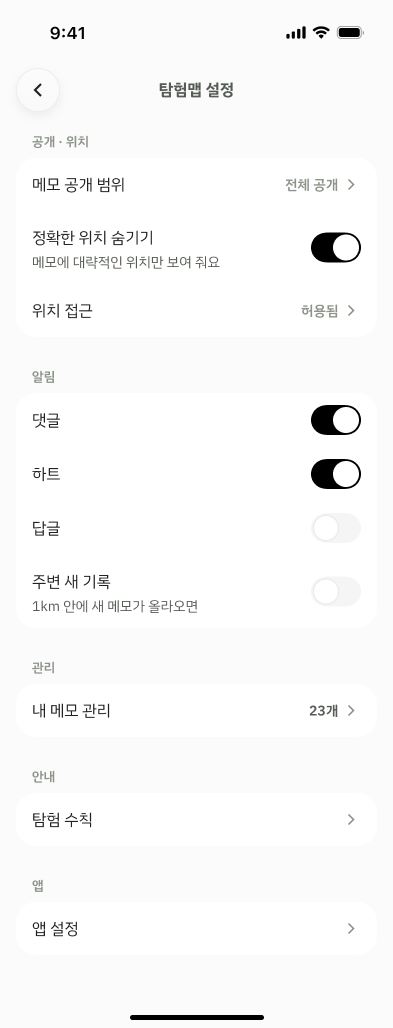 9:41
탐험맵 설정
공개 · 위치
메모 공개 범위 전체 공개
정확한 위치 숨기기
메모에 대략적인 위치만 보여 줘요
위치 접근 허용됨
알림
댓글
하트
답글
주변 새 기록
1km 안에 새 메모가 올라오면
관리
내 메모 관리 23개
안내
탐험 수칙
앱
앱 설정